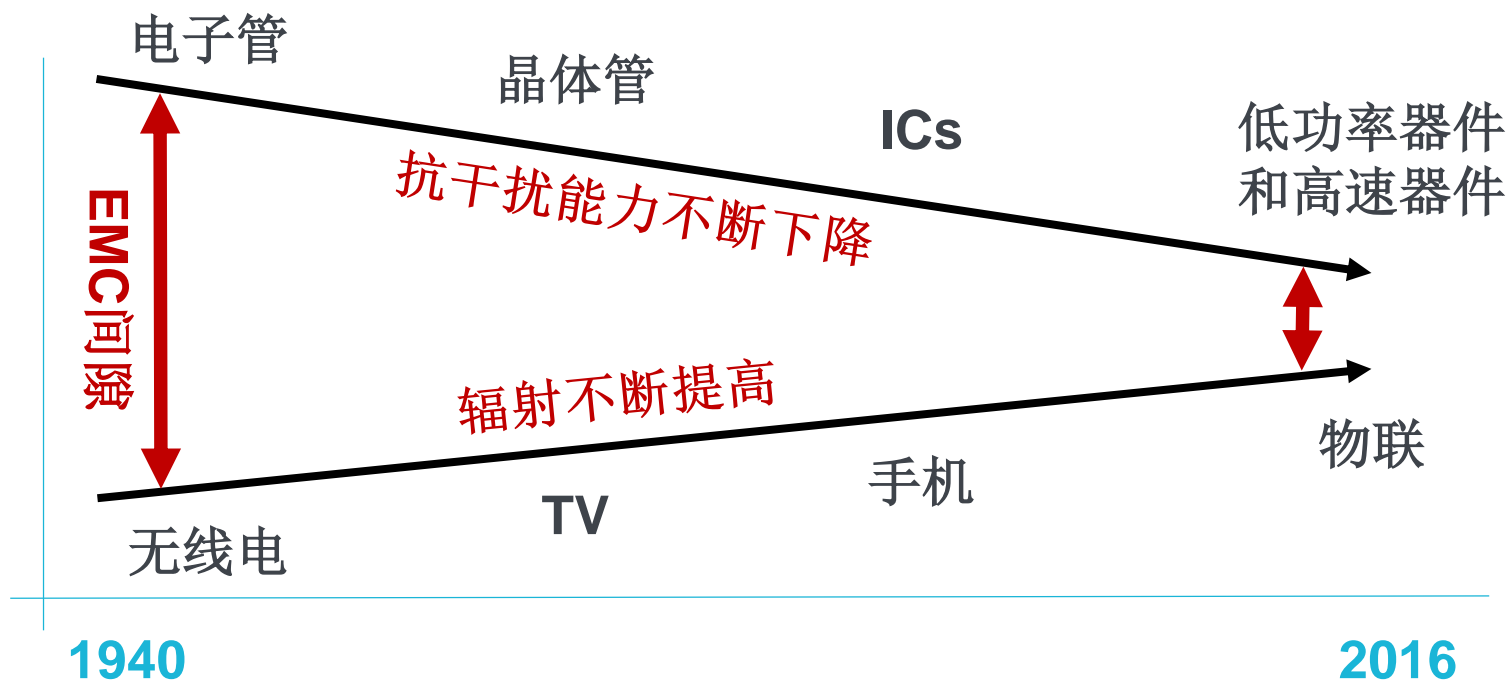 电子管
晶体管
ICs
低功率器件
和高速器件
抗干扰能力不断下降
EMC间隙
辐射不断提高
物联
手机
TV
无线电
1940
2016